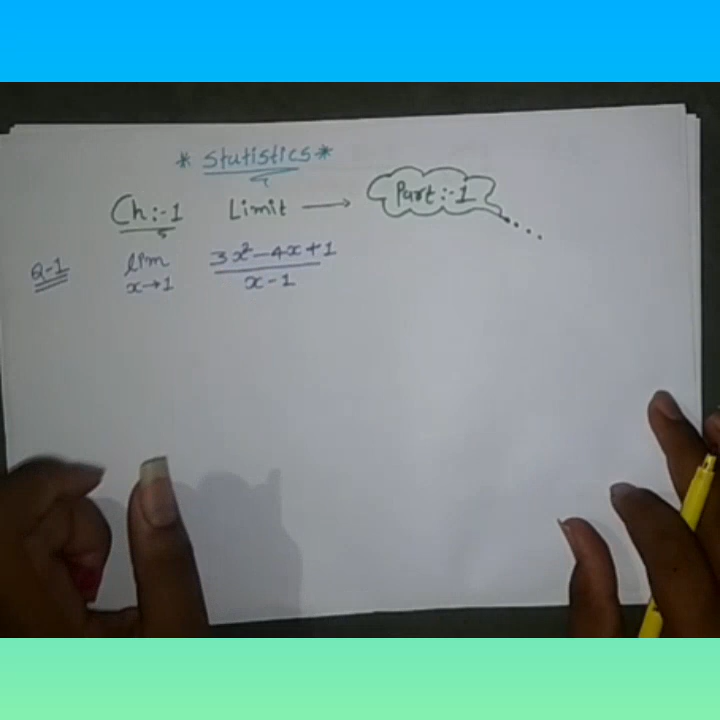 * Statistics *
Ch:-1 Limit → Part:-1 ...
Q-1 lim x→1 3x²-4x+1 / x-1